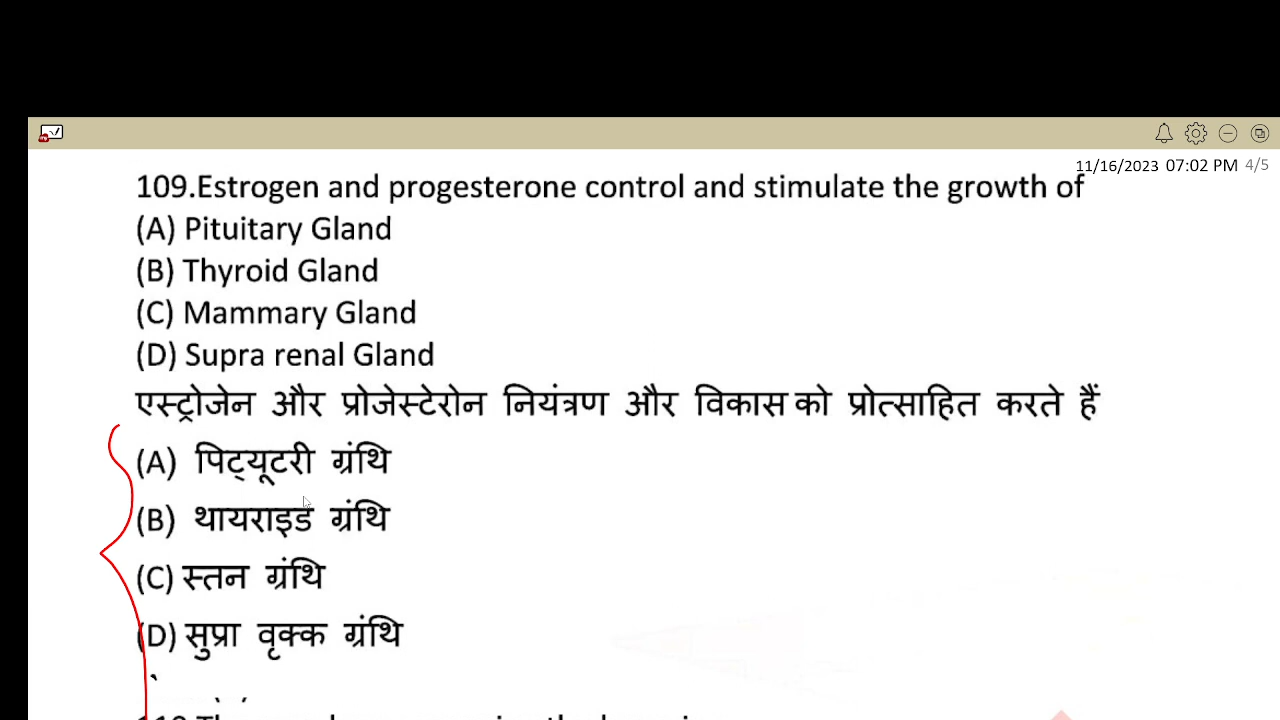 11/16/2023 07:02 PM 4/5
109.Estrogen and progesterone control and stimulate the growth of
(A) Pituitary Gland
(B) Thyroid Gland
(C) Mammary Gland
(D) Supra renal Gland
एस्ट्रोजेन और प्रोजेस्टेरोन नियंत्रण और विकास को प्रोत्साहित करते हैं
(A) पिट्यूटरी ग्रंथि
(B) थायराइड ग्रंथि
(C) स्तन ग्रंथि
(D) सुप्रा वृक्क ग्रंथि